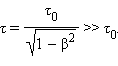 τ = τ₀ / √(1 − β²) >> τ₀.